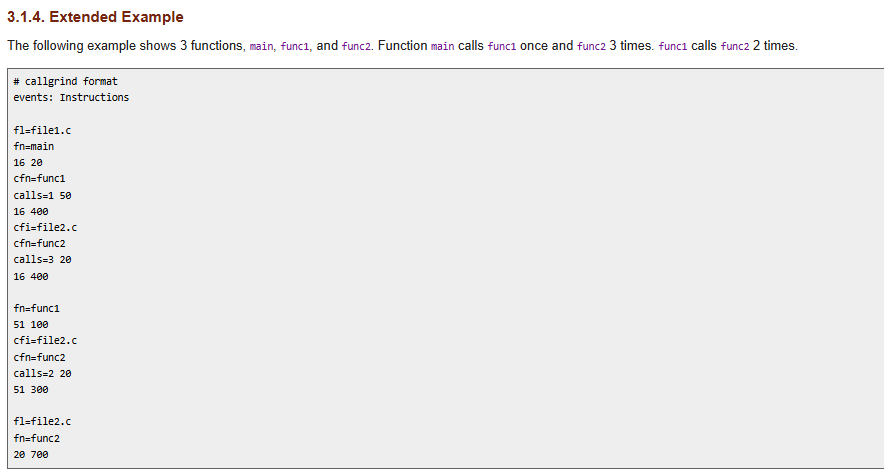 3.1.4. Extended Example
The following example shows 3 functions, main, func1, and func2. Function main calls func1 once and func2 3 times. func1 calls func2 2 times.
# callgrind format
events: Instructions
fl=file1.c
fn=main
16 20
cfn=func1
calls=1 50
16 400
cfi=file2.c
cfn=func2
calls=3 20
16 400
fn=func1
51 100
cfi=file2.c
cfn=func2
calls=2 20
51 300
fl=file2.c
fn=func2
20 700